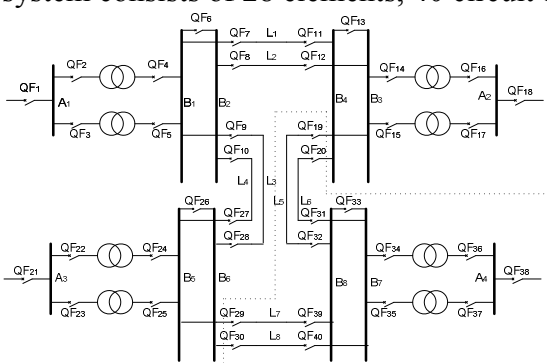 system consists of 28 elements, 40 circuit
QF6
QF13
QF7 L1 QF11
QF2 QF4
QF8 L2 QF12
QF14 QF16
QF1
A1
B1
B2
B4
B3
A2
QF18
QF3 QF5
QF9
QF19
QF15 QF17
QF10
QF20
L4
L3
L5
L6
QF26
QF33
QF27
QF31
QF22 QF24
QF28
QF32
QF34 QF36
QF21
A3
B5
B6
B8
B7
A4
QF38
QF23 QF25
QF29 L7 QF39
QF35 QF37
QF30 L8 QF40